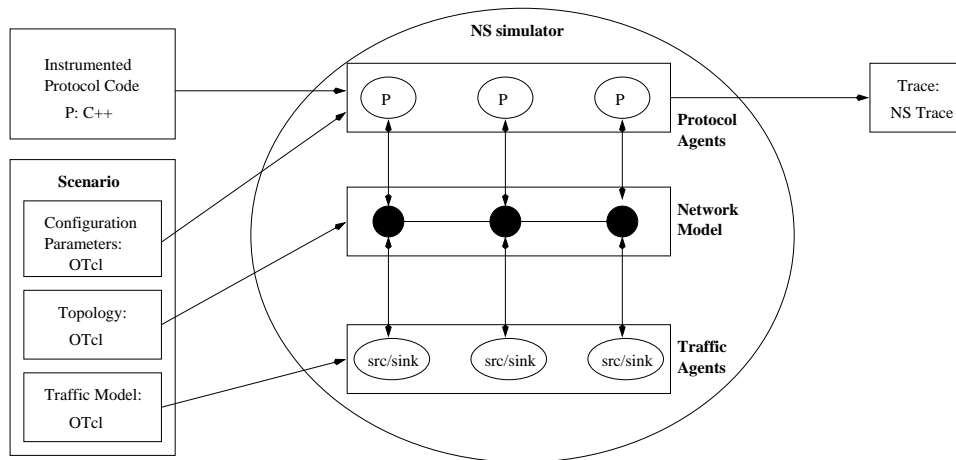 NS simulator
Instrumented
Protocol Code
P: C++
P
P
P
Protocol
Agents
Trace:
NS Trace
Scenario
Configuration
Parameters:
OTcl
Network
Model
Topology:
OTcl
Traffic Model:
OTcl
src/sink
src/sink
src/sink
Traffic
Agents